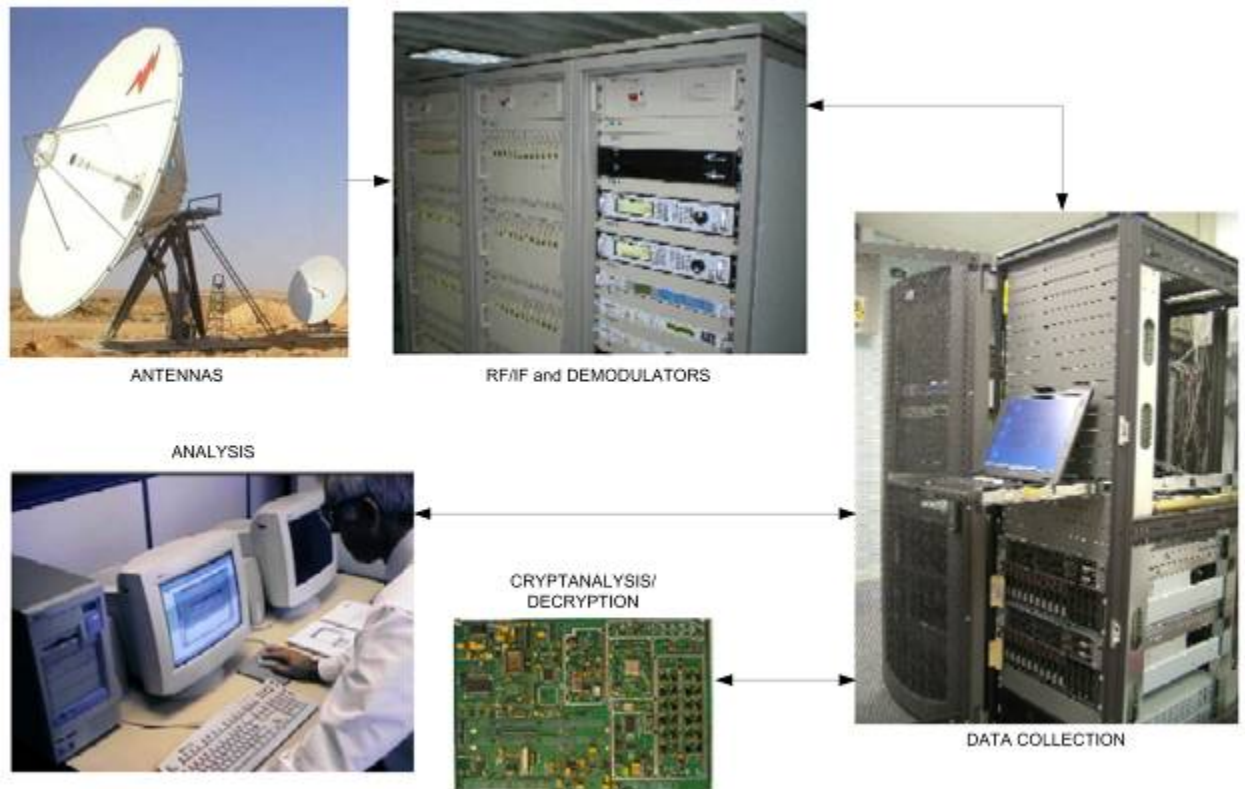 ANTENNAS
RF/IF and DEMODULATORS
ANALYSIS
CRYPTANALYSIS/
DECRYPTION
DATA COLLECTION